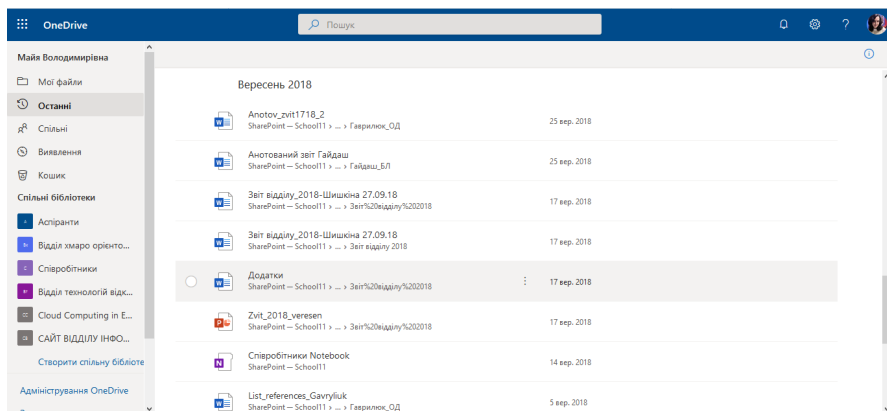 OneDrive
Пошук
?
Майя Володимирівна
Мої файли
Останні
Спільні
Виявлення
Кошик
Спільні бібліотеки
Аспіранти
Відділ хмаро орієнто...
Співробітники
Відділ технологій відк...
Cloud Computing in E...
САЙТ ВІДДІЛУ ІНФО...
Створити спільну бібліоте
Адміністрування OneDrive
Вересень 2018
Anotov_zvit1718_2
25 вер. 2018
SharePoint — School11 › ... › Гаврилюк_ОД
Анотований звіт Гайдаш
25 вер. 2018
SharePoint — School11 › ... › Гайдаш_БЛ
Звіт відділу_2018-Шишкіна 27.09.18
17 вер. 2018
SharePoint — School11 › ... › Звіт%20відділу%202018
Звіт відділу_2018-Шишкіна 27.09.18
17 вер. 2018
SharePoint — School11 › ... › Звіт відділу 2018
Додатки
17 вер. 2018
SharePoint — School11 › ... › Звіт%20відділу%202018
Zvit_2018_veresen
17 вер. 2018
SharePoint — School11 › ... › Звіт%20відділу%202018
Співробітники Notebook
14 вер. 2018
SharePoint — School11
List_references_Gavryliuk
5 вер. 2018
SharePoint — School11 › ... › Гаврилюк_ОД